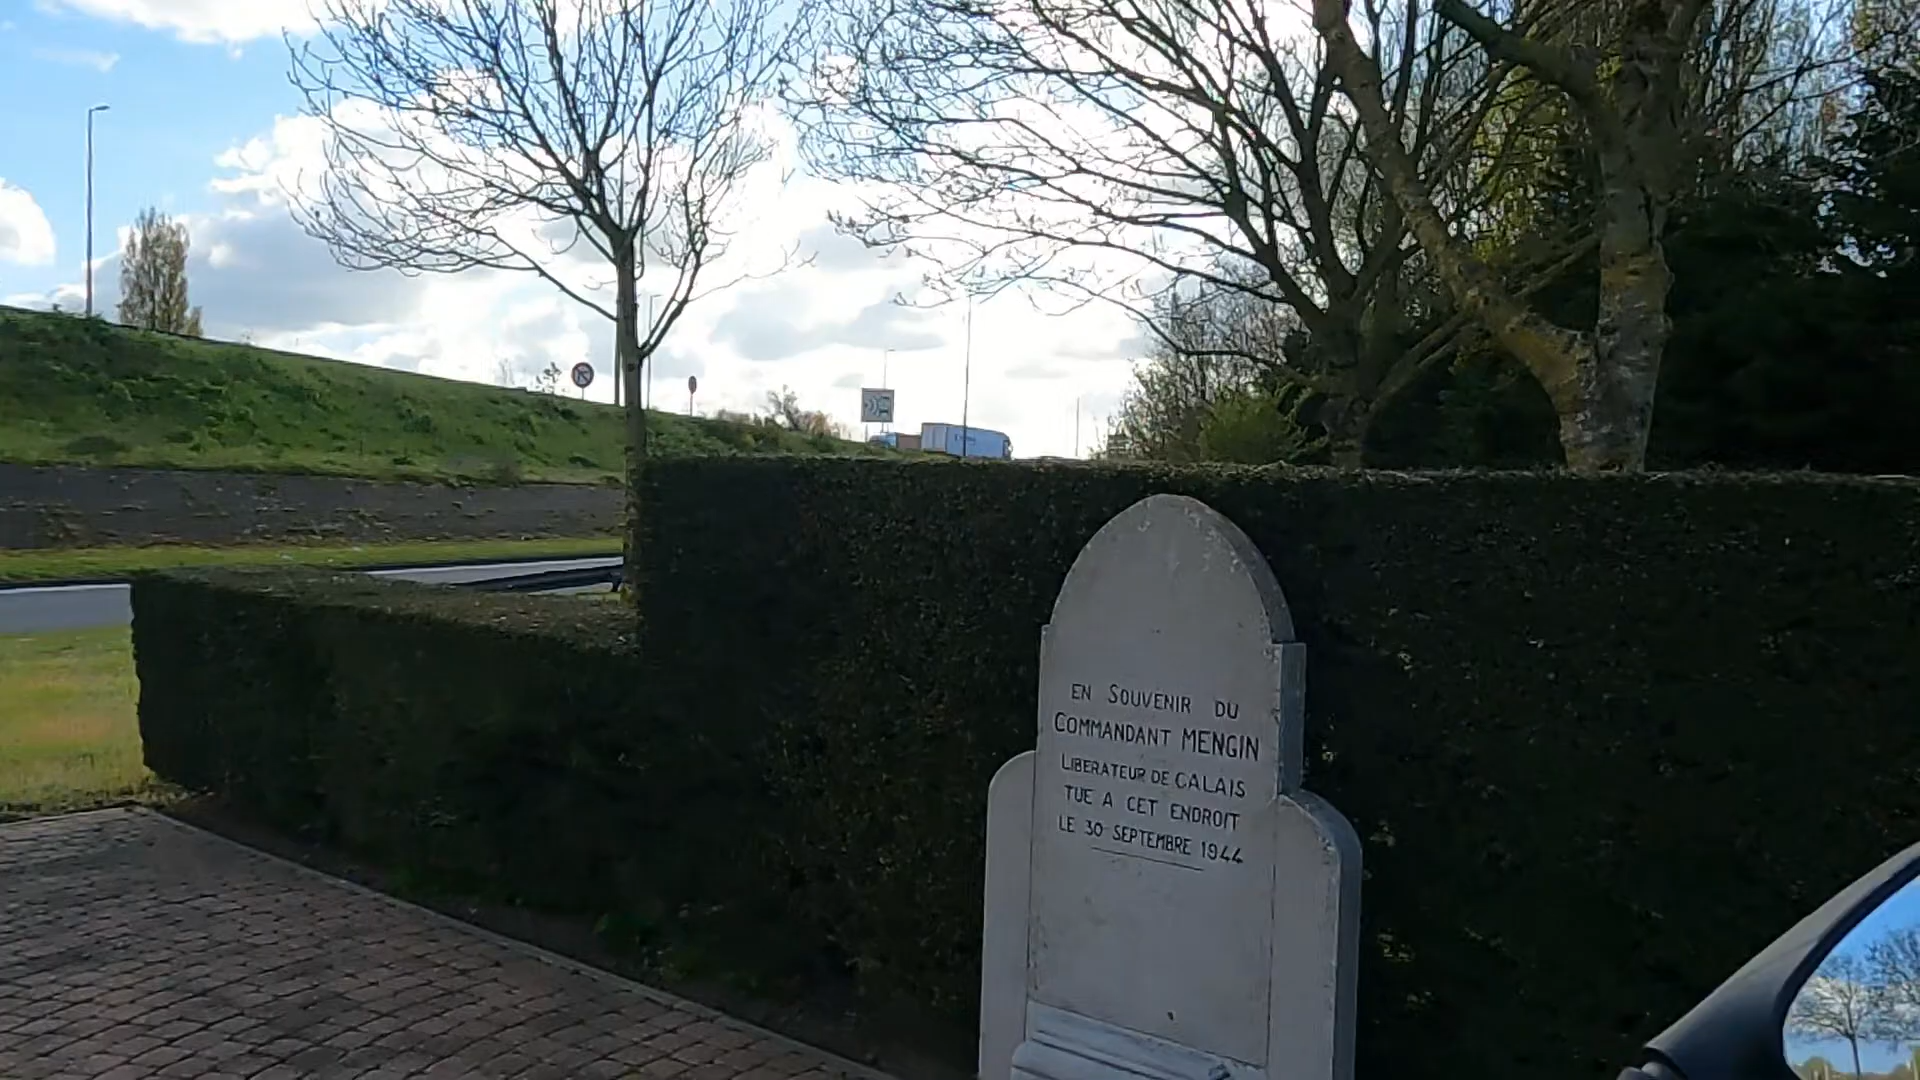 EN SOUVENIR DU
COMMANDANT MENGIN
LIBERATEUR DE CALAIS
TUE A CET ENDROIT
LE 30 SEPTEMBRE 1944